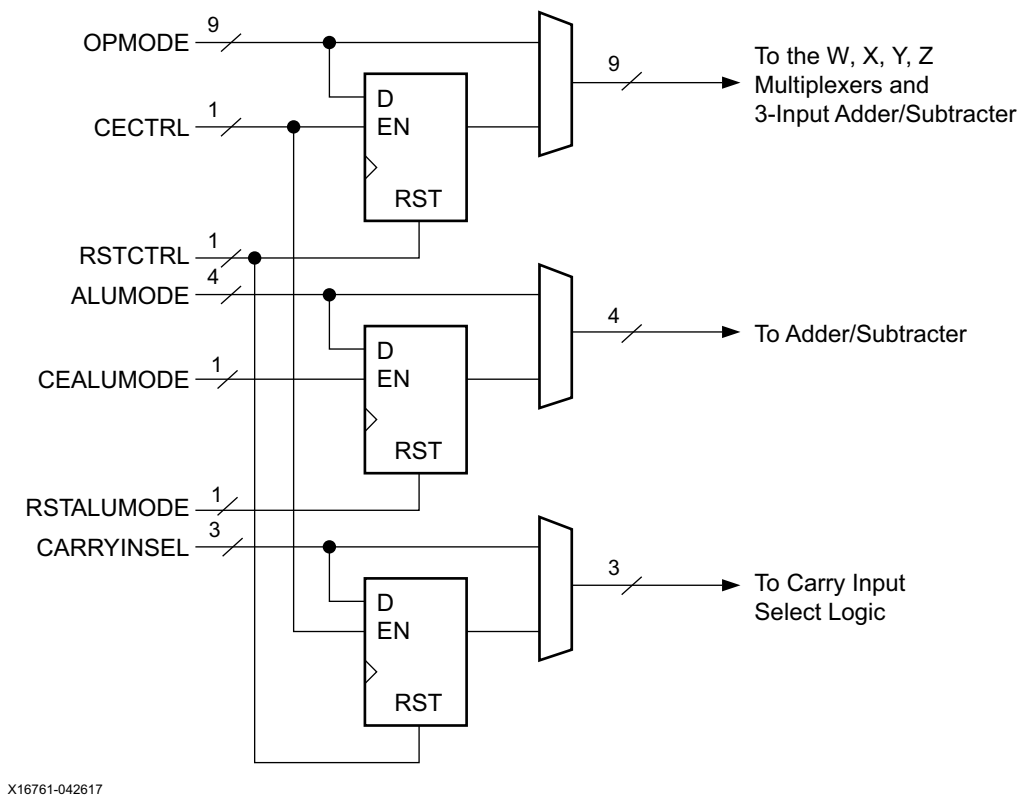 OPMODE
9
9
To the W, X, Y, Z
Multiplexers and
3-Input Adder/Subtracter
D
CECTRL
1
EN
RST
RSTCTRL
1
ALUMODE
4
4
To Adder/Subtracter
D
CEALUMODE
1
EN
RST
RSTALUMODE
1
CARRYINSEL
3
3
To Carry Input
Select Logic
D
EN
RST
X16761-042617